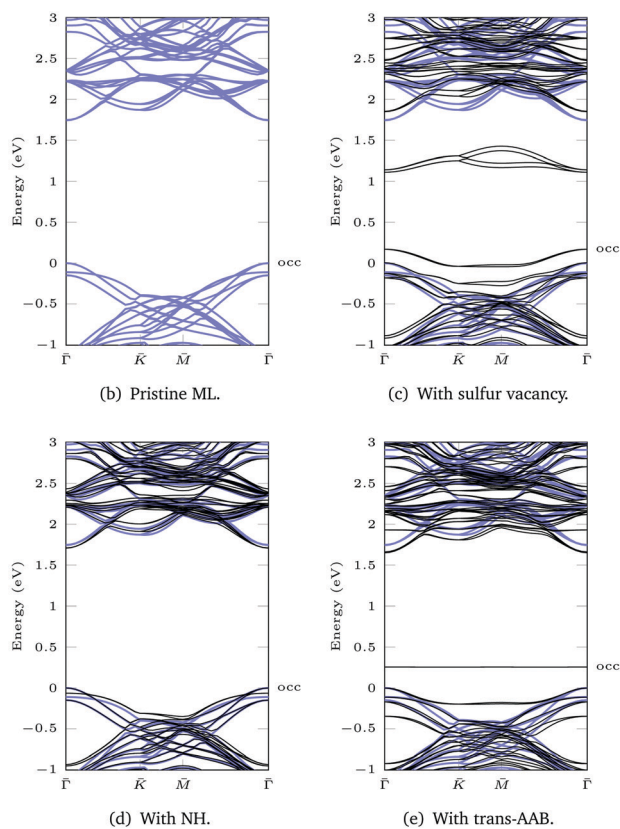 3
2.5
2
1.5
1
0.5
0
−0.5
−1
Energy (eV)
occ
Γ̄ K̄ M̄ Γ̄
(b) Pristine ML.
3
2.5
2
1.5
1
0.5
0
−0.5
−1
Energy (eV)
occ
Γ̄ K̄ M̄ Γ̄
(c) With sulfur vacancy.
3
2.5
2
1.5
1
0.5
0
−0.5
−1
Energy (eV)
occ
Γ̄ K̄ M̄ Γ̄
(d) With NH.
3
2.5
2
1.5
1
0.5
0
−0.5
−1
Energy (eV)
occ
Γ̄ K̄ M̄ Γ̄
(e) With trans-AAB.